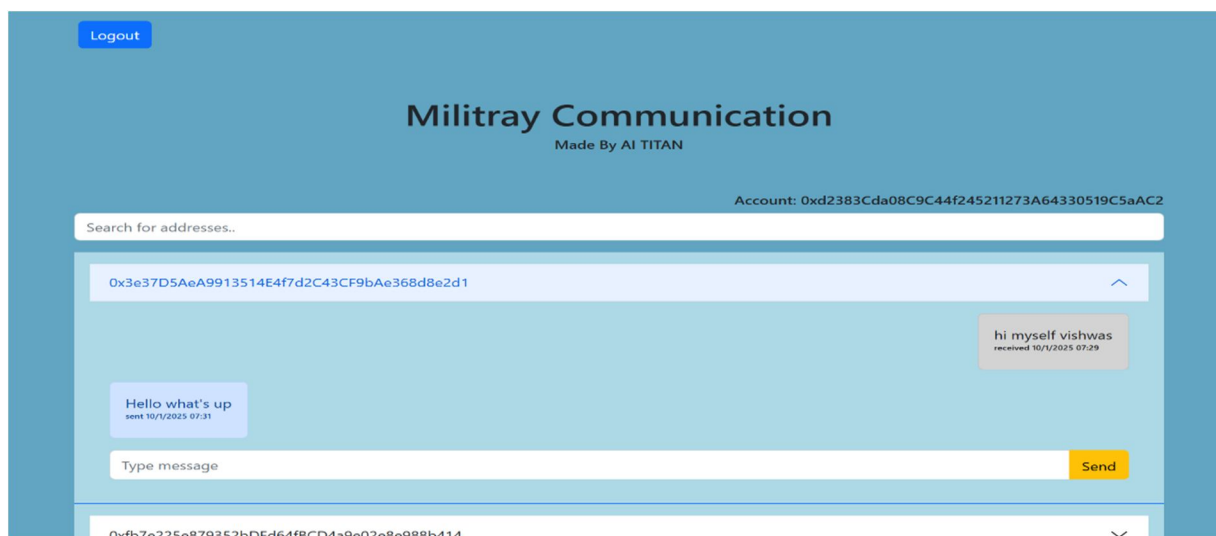 Logout
Militray Communication
Made By AI TITAN
Account: 0xd2383Cda08C9C44f245211273A64330519C5aAC2
Search for addresses..
0x3e37D5AeA9913514E4f7d2C43CF9bAe368d8e2d1
hi myself vishwas
received 10/1/2025 07:29
Hello what's up
sent 10/1/2025 07:31
Type message
Send